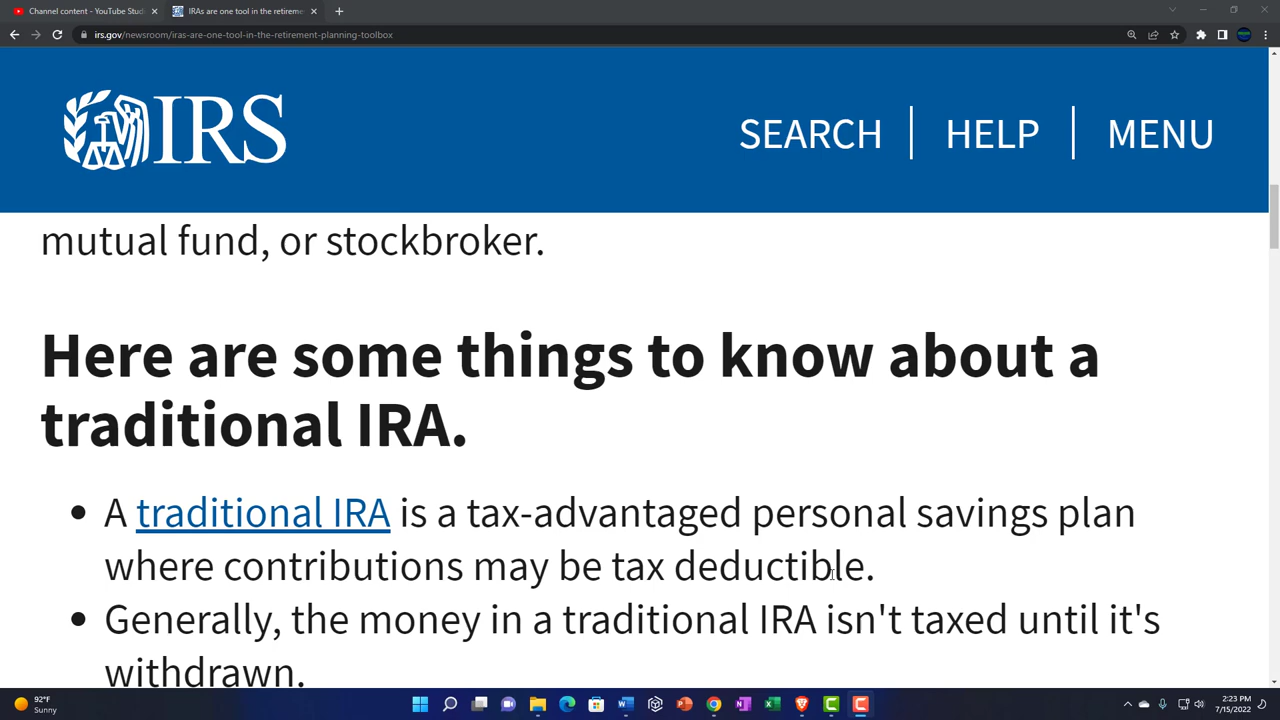 Channel content - YouTube Studi
IRAs are one tool in the retireme
irs.gov/newsroom/iras-are-one-tool-in-the-retirement-planning-toolbox
IRS
SEARCH
HELP
MENU
mutual fund, or stockbroker.
Here are some things to know about a
traditional IRA.
• A traditional IRA is a tax-advantaged personal savings plan
where contributions may be tax deductible.
• Generally, the money in a traditional IRA isn't taxed until it's
withdrawn.
92°F
Sunny
2:23 PM
7/15/2022